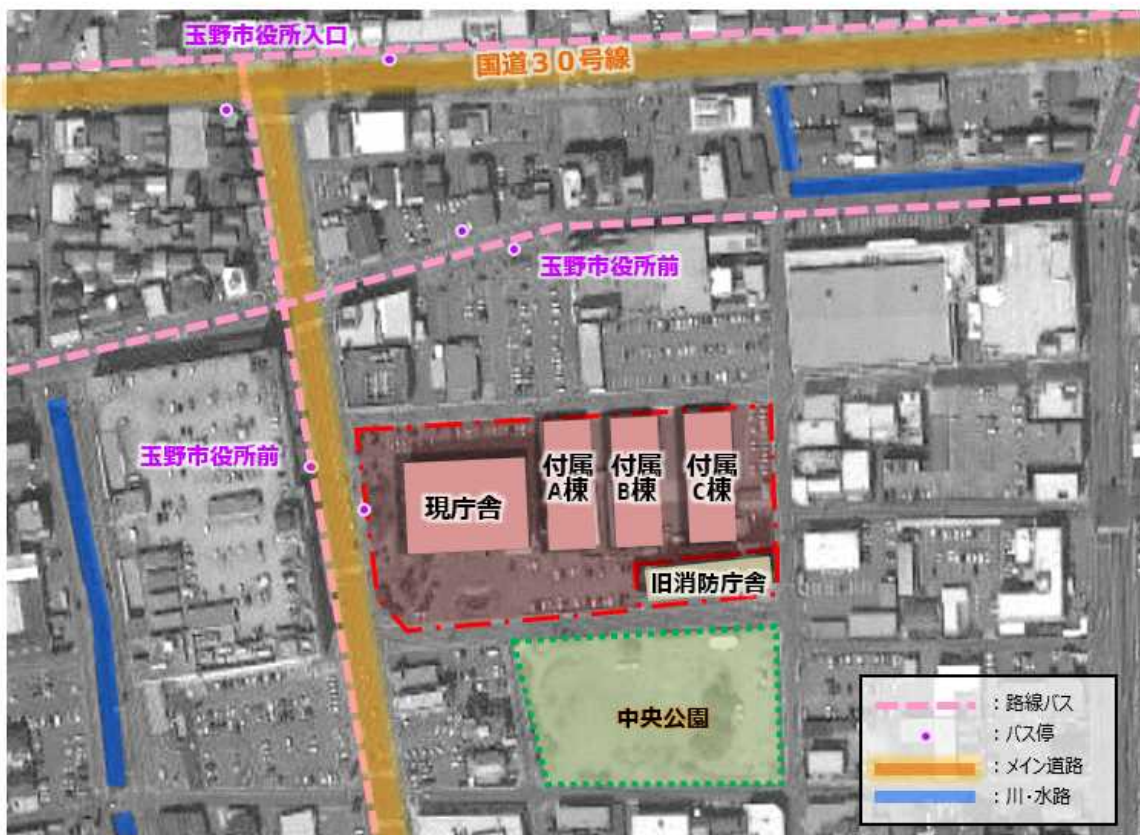 玉野市役所入口
国道30号線
玉野市役所前
玉野市役所前
現庁舎
付属
A棟
付属
B棟
付属
C棟
旧消防庁舎
中央公園
:路線バス
:バス停
:メイン道路
:川・水路